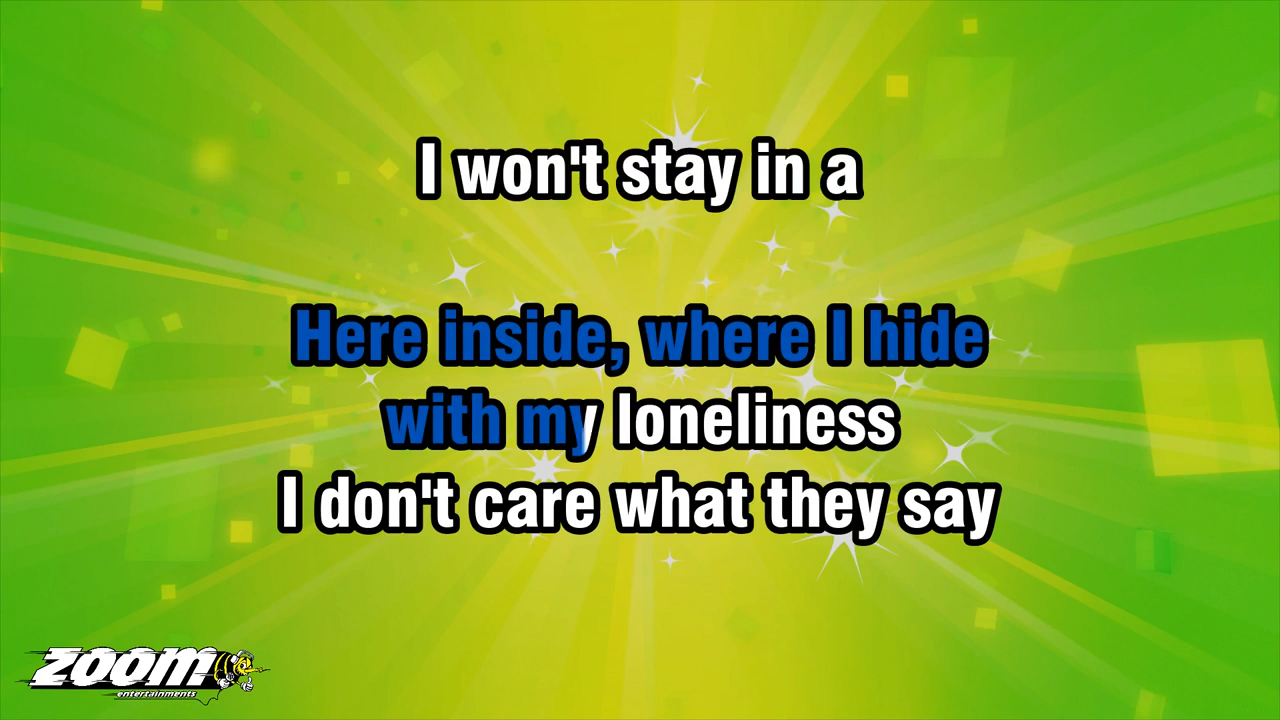 I won't stay in a
Here inside, where I hide
with my loneliness
I don't care what they say
zoom
entertainments